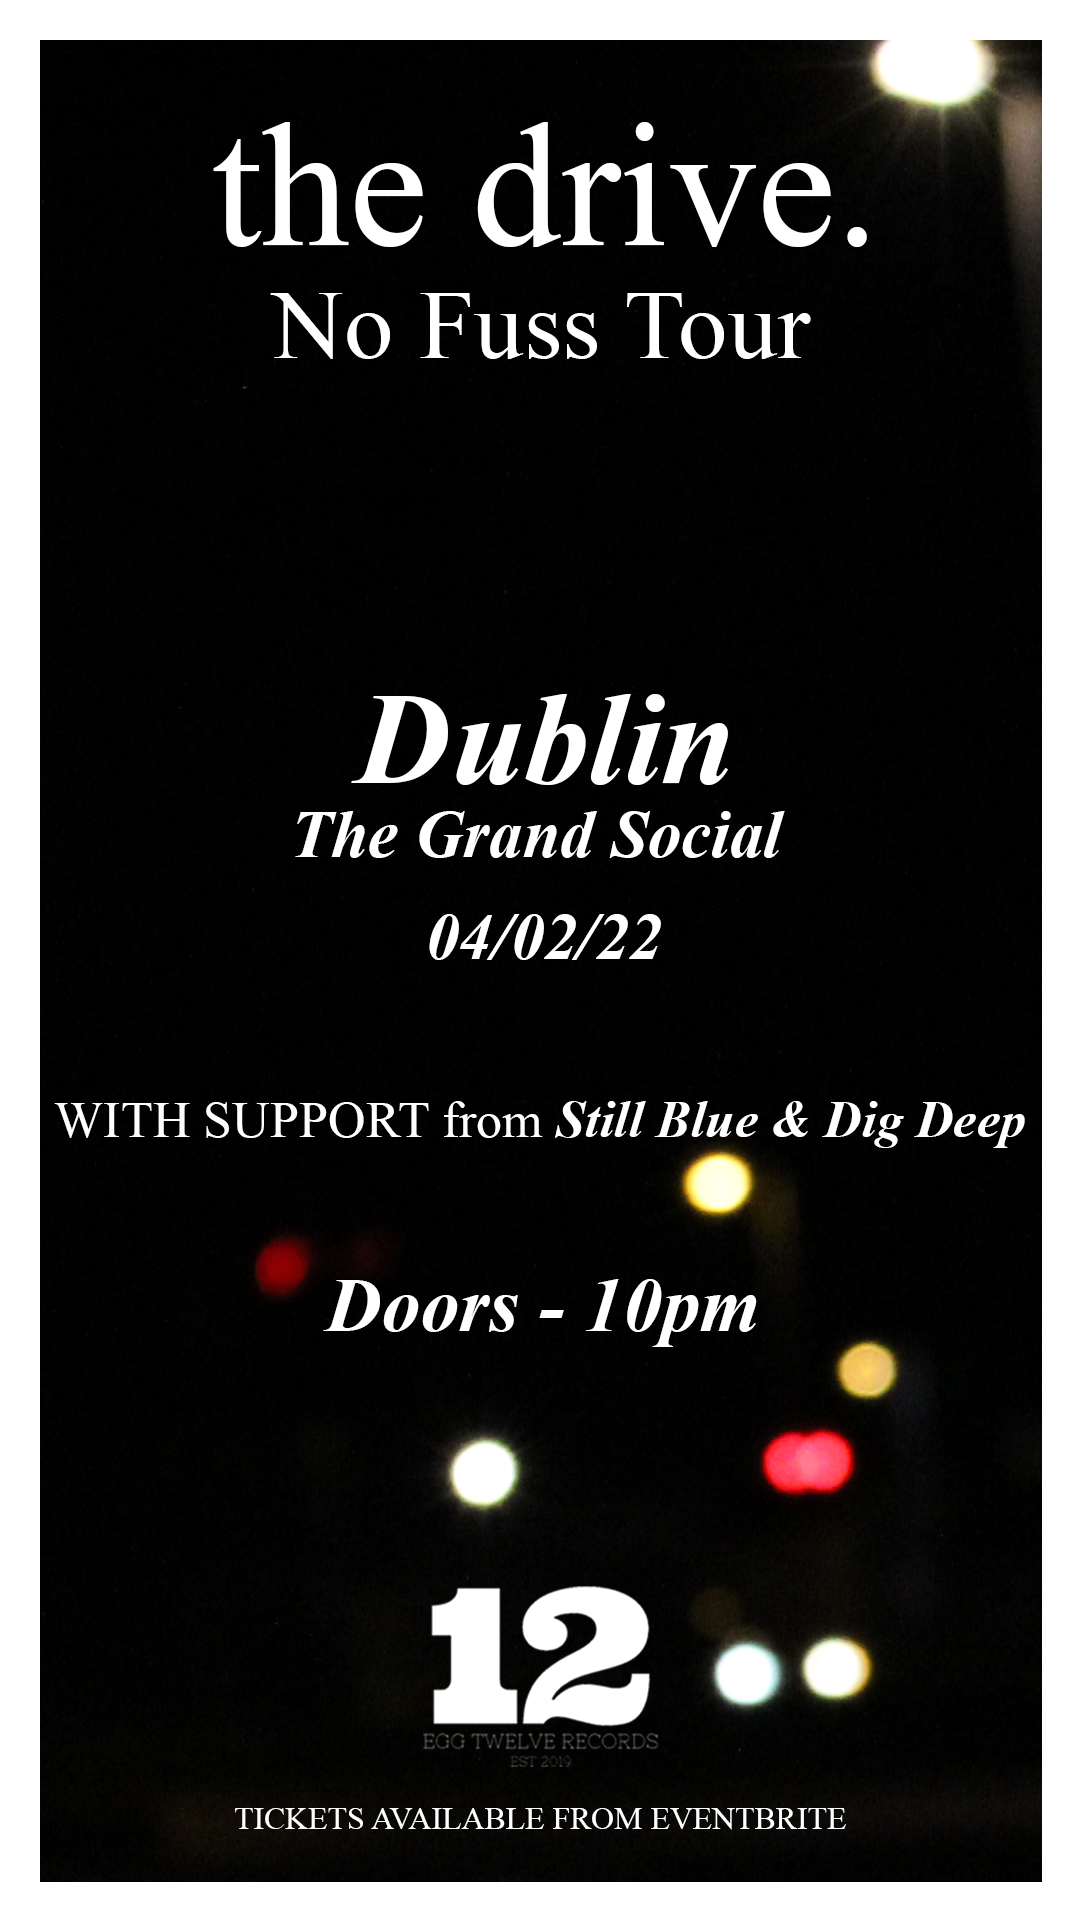 the drive.
No Fuss Tour
Dublin
The Grand Social
04/02/22
WITH SUPPORT from Still Blue & Dig Deep
Doors - 10pm
12
EGG TWELVE RECORDS
EST 2019
TICKETS AVAILABLE FROM EVENTBRITE